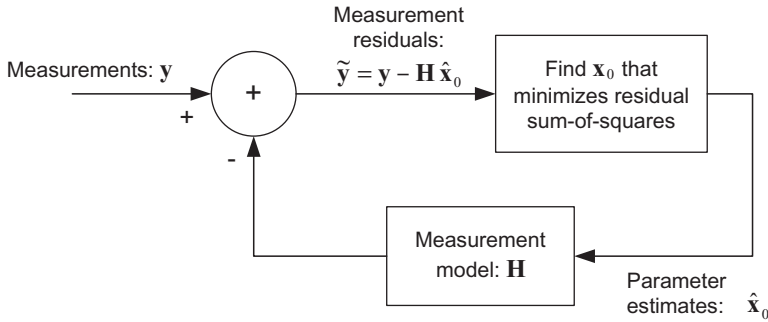 Measurement
residuals:
ỹ = y − H x̂₀
Measurements: y
+
+
-
Find x₀ that
minimizes residual
sum-of-squares
Measurement
model: H
Parameter
estimates: x̂₀